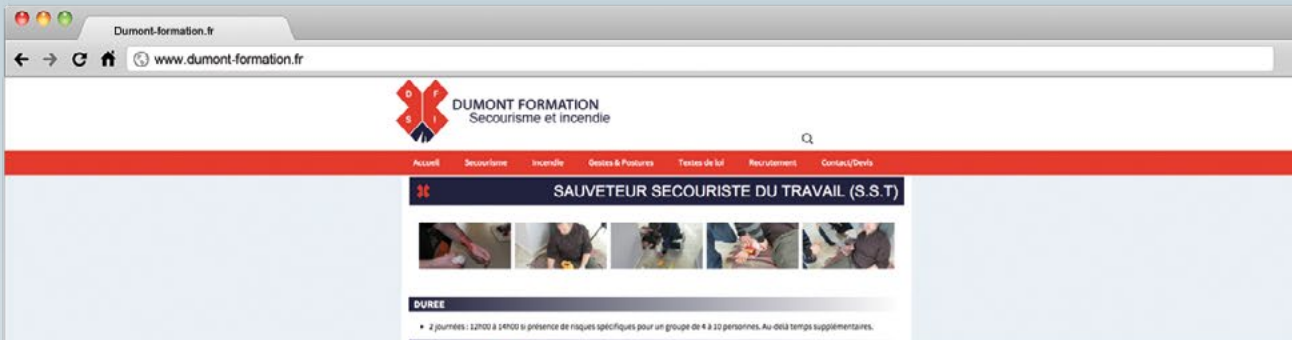 Dumont-formation.fr
www.dumont-formation.fr
D F
S I
DUMONT FORMATION
Secourisme et incendie
Accueil Secourisme Incendie Gestes & Postures Textes de loi Recrutement Contact/Devis
SAUVETEUR SECOURISTE DU TRAVAIL (S.S.T)
DUREE
• 2 journées : 12h00 à 14h00 si présence de risques spécifiques pour un groupe de 4 à 10 personnes. Au-delà temps supplémentaires.